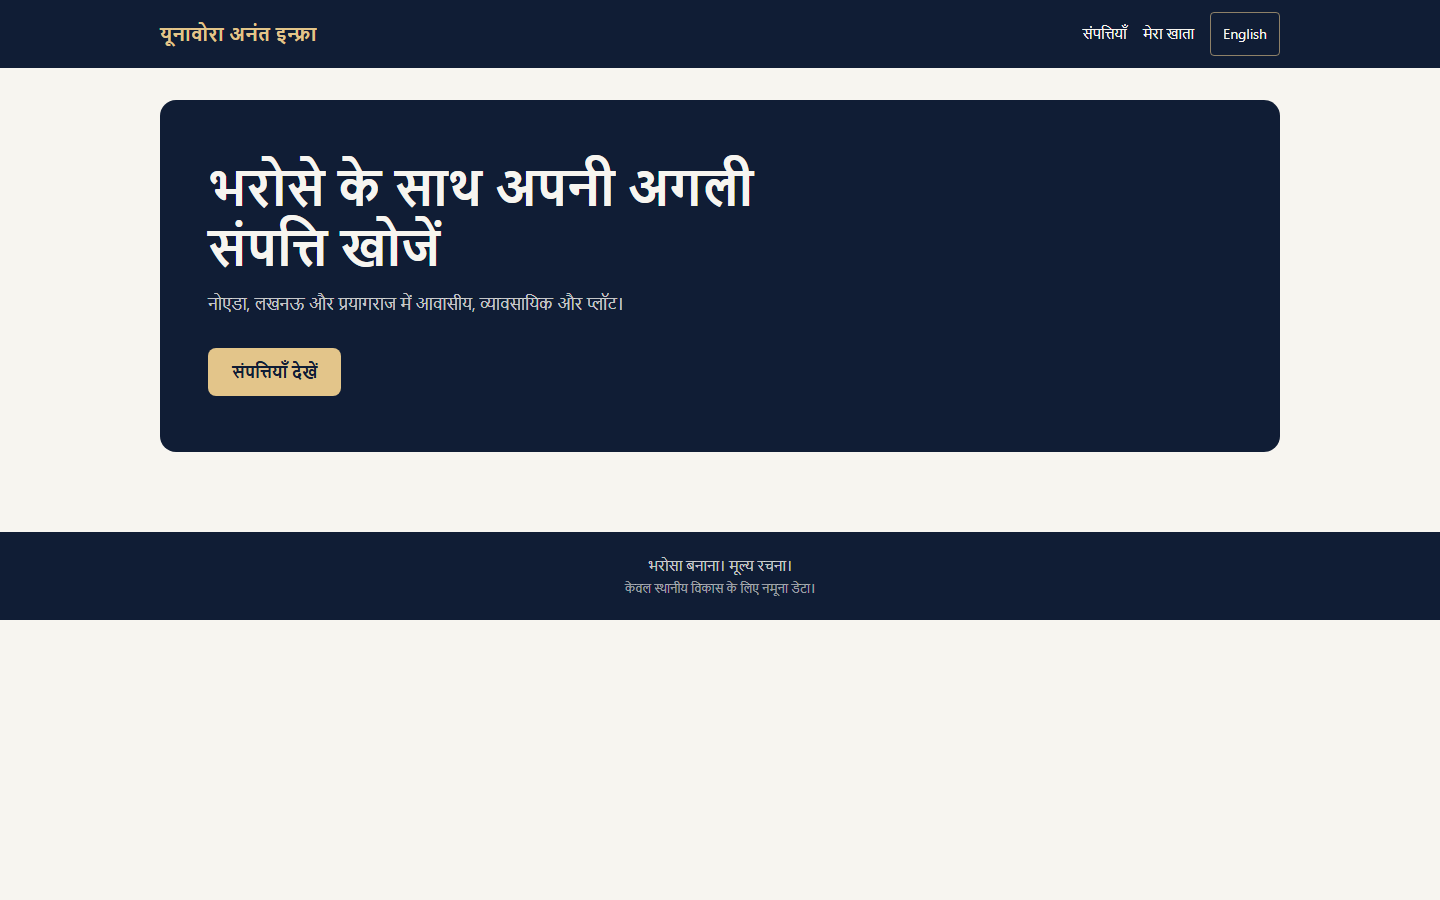 यूनावोरा अनंत इन्फ्रा
संपत्तियाँ
मेरा खाता
English
भरोसे के साथ अपनी अगली
संपत्ति खोजें
नोएडा, लखनऊ और प्रयागराज में आवासीय, व्यावसायिक और प्लॉट।
संपत्तियाँ देखें
भरोसा बनाना। मूल्य रचना।
केवल स्थानीय विकास के लिए नमूना डेटा।